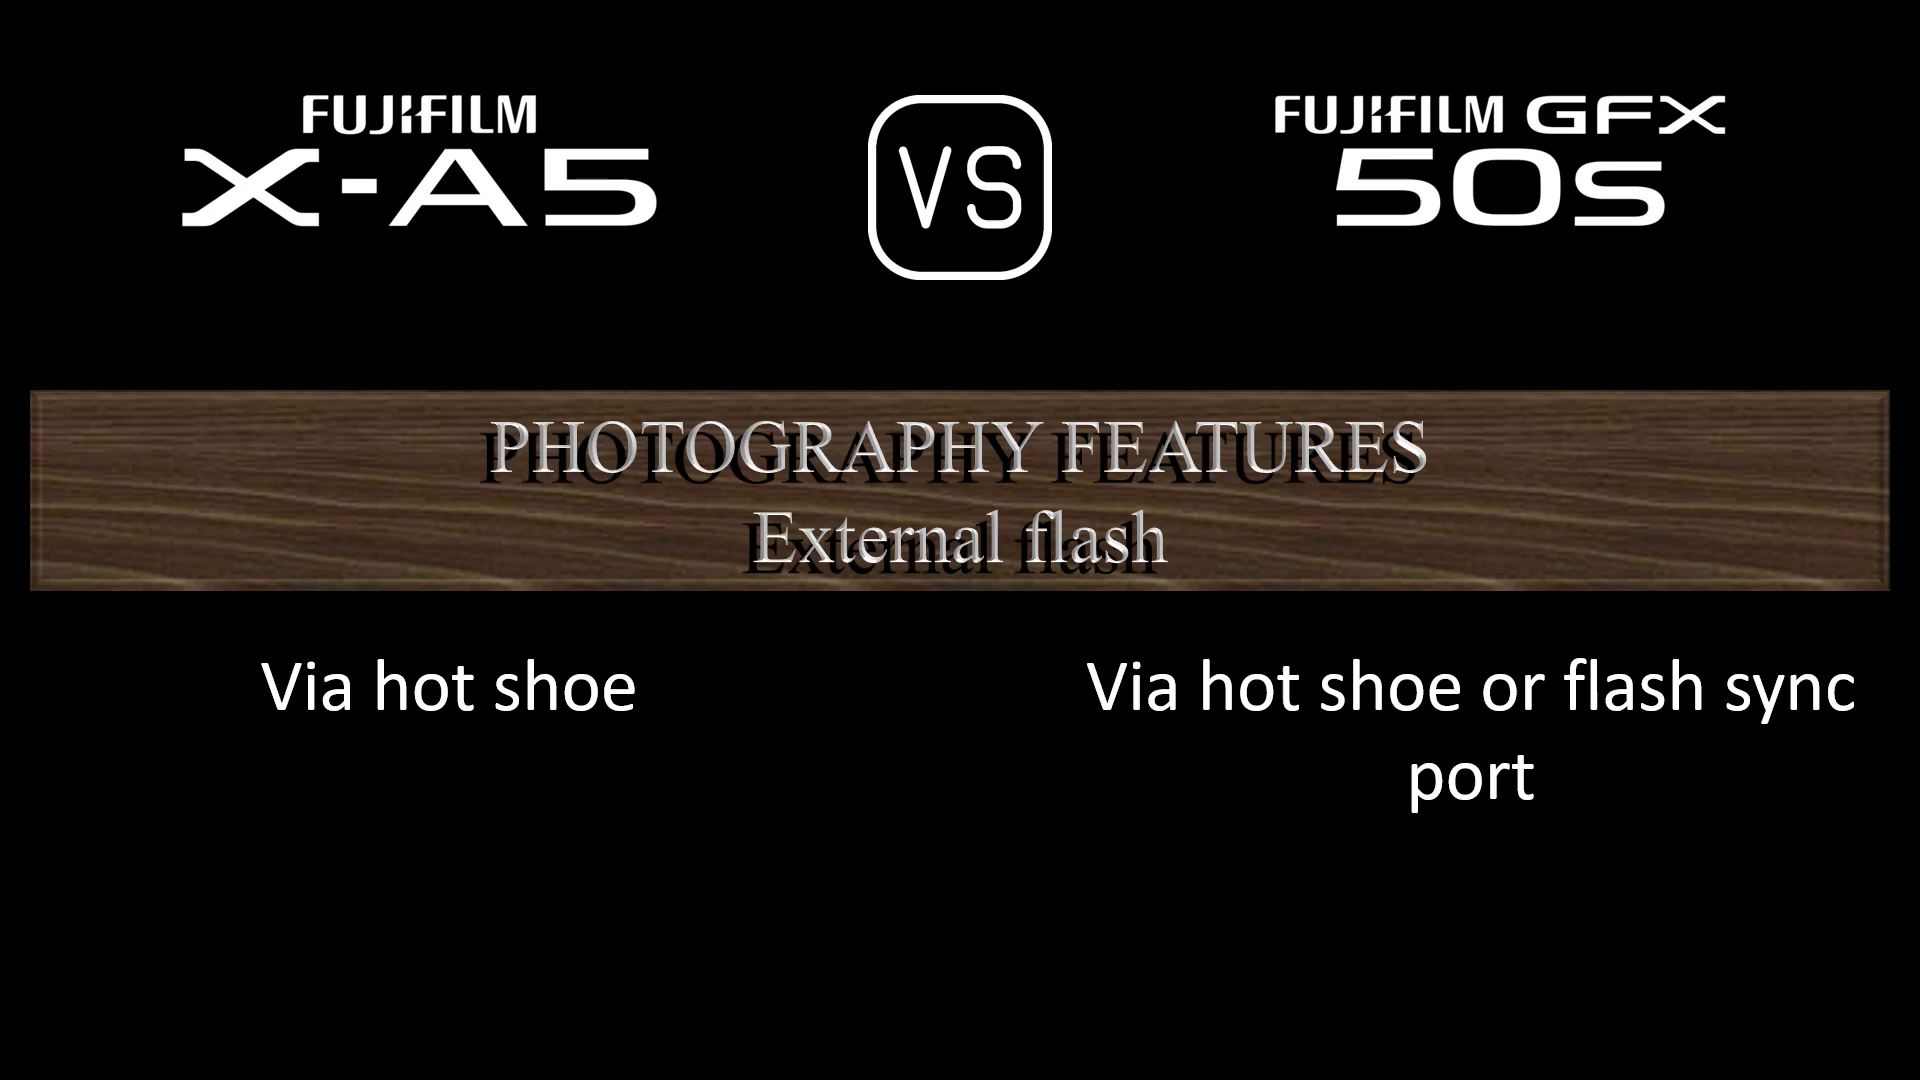 FUJIFILM
X-A5
VS
FUJIFILM GFX
50S
PHOTOGRAPHY FEATURES
External flash
Via hot shoe
Via hot shoe or flash sync
port